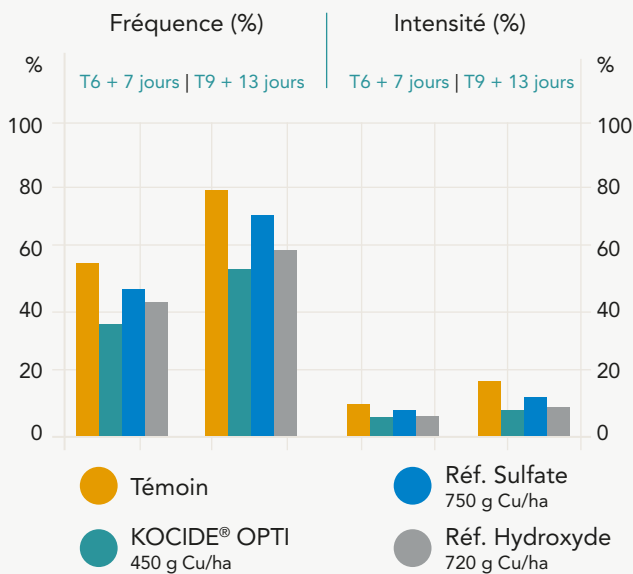 Fréquence (%) Intensité (%)
% %
T6 + 7 jours | T9 + 13 jours T6 + 7 jours | T9 + 13 jours
100 100
80 80
60 60
40 40
20 20
0 0
Témoin
Réf. Sulfate
750 g Cu/ha
KOCIDE® OPTI
450 g Cu/ha
Réf. Hydroxyde
720 g Cu/ha